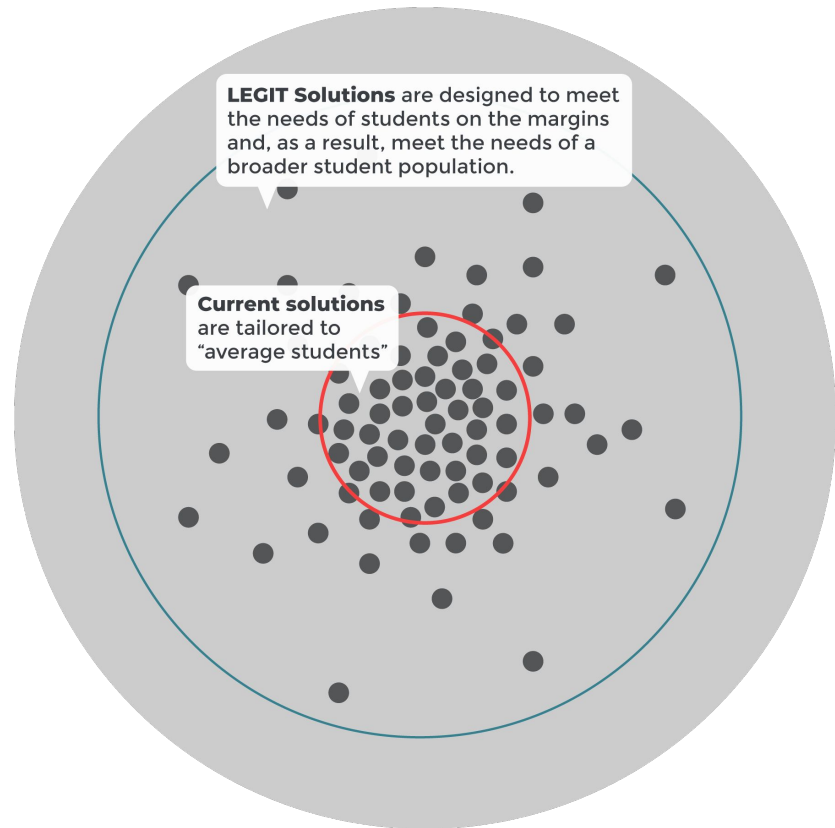 LEGIT Solutions are designed to meet
the needs of students on the margins
and, as a result, meet the needs of a
broader student population.
Current solutions
are tailored to
“average students”